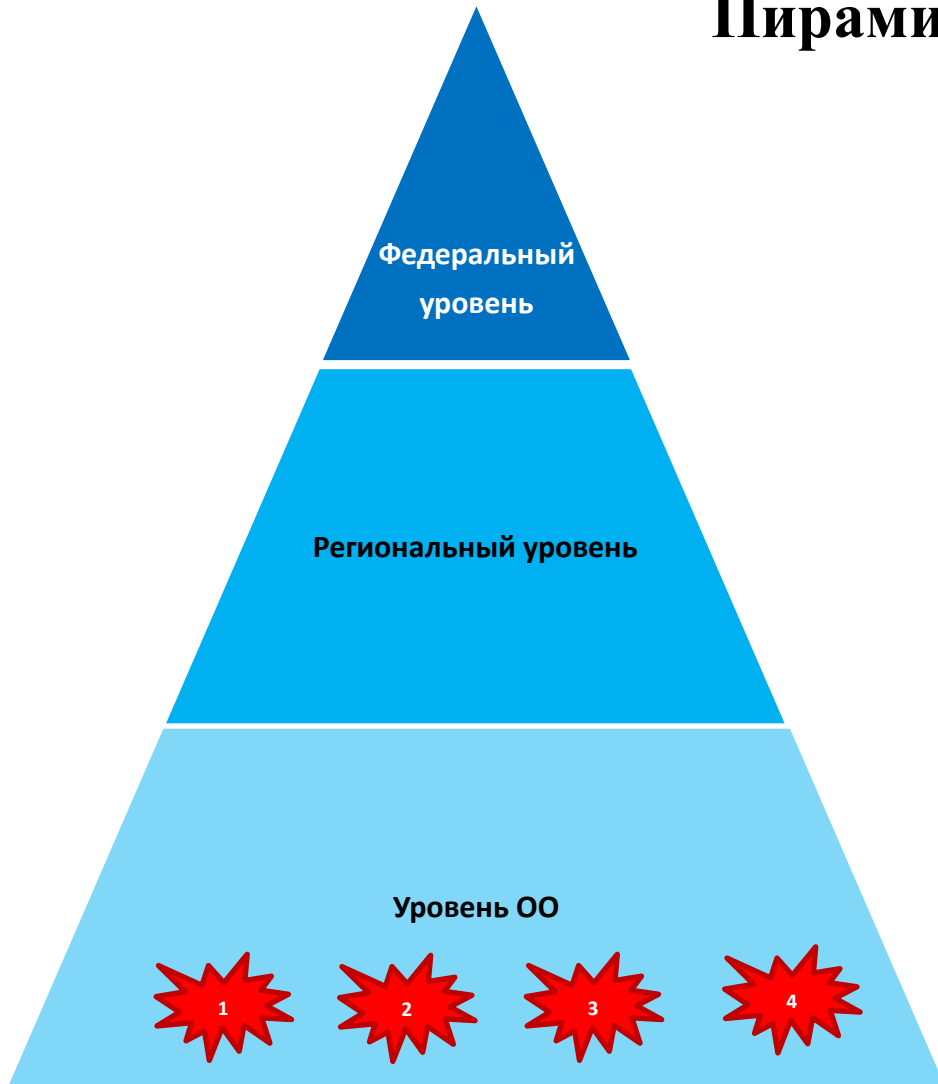 Пирами
Федеральный
уровень
Региональный уровень
Уровень ОО
1 2 3 4